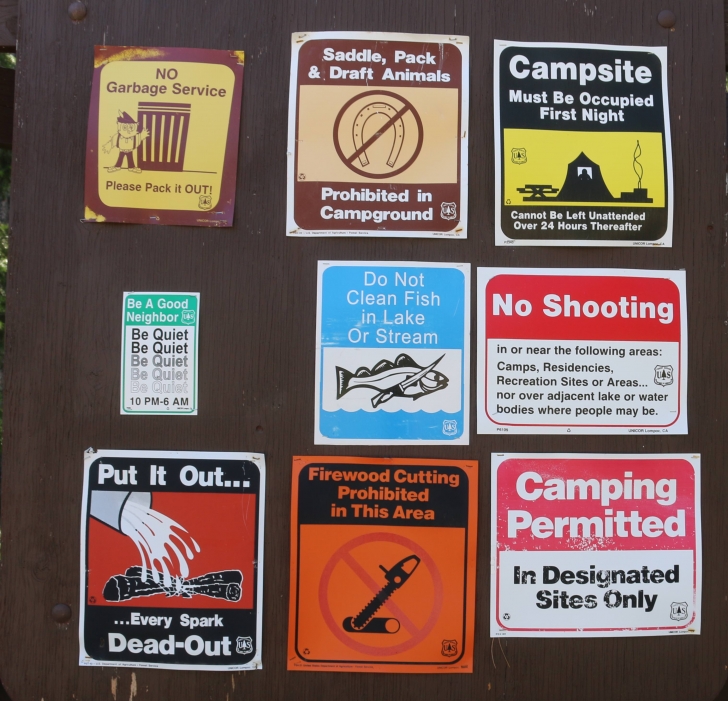 NO
Garbage Service
Please Pack it OUT!
Saddle, Pack
& Draft Animals
Prohibited in
Campground
Campsite
Must Be Occupied
First Night
Cannot Be Left Unattended
Over 24 Hours Thereafter
Be A Good
Neighbor
Be Quiet
Be Quiet
Be Quiet
Be Quiet
Be Quiet
10 PM-6 AM
Do Not
Clean Fish
in Lake
Or Stream
No Shooting
in or near the following areas:
Camps, Residencies,
Recreation Sites or Areas...
nor over adjacent lake or water
bodies where people may be.
Put It Out...
...Every Spark
Dead-Out
Firewood Cutting
Prohibited
in This Area
Camping
Permitted
In Designated
Sites Only